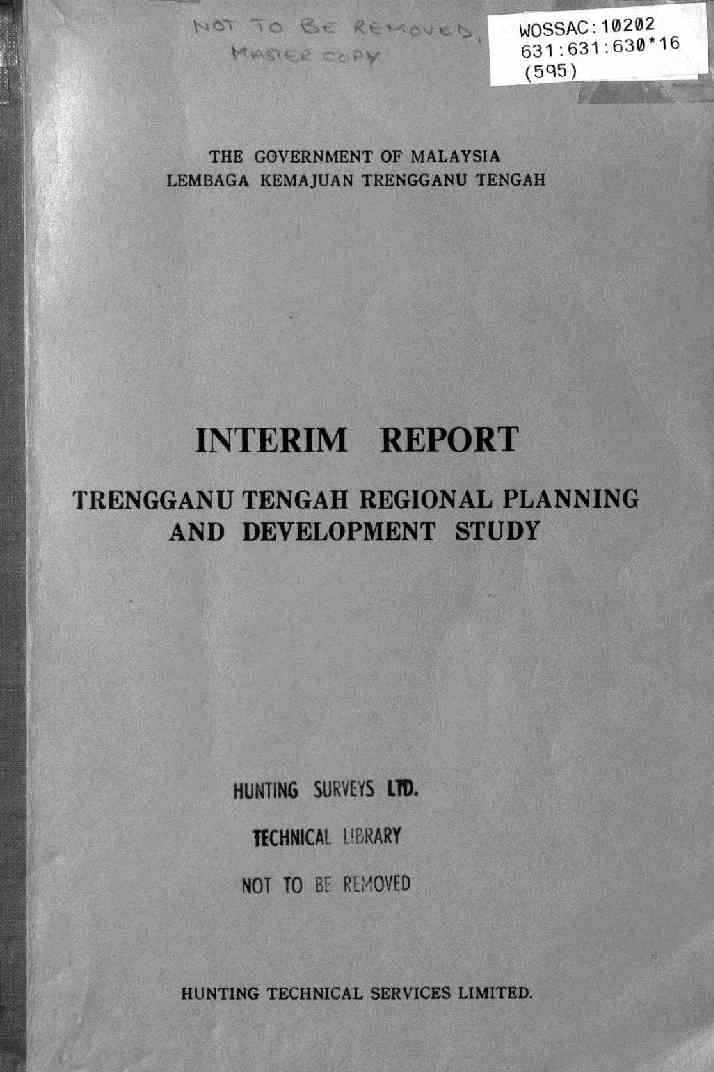 NOT TO BE REMOVED.
MASTER COPY
WOSSAC:10202
631:631:630*16
(595)
THE GOVERNMENT OF MALAYSIA
LEMBAGA KEMAJUAN TRENGGANU TENGAH
INTERIM REPORT
TRENGGANU TENGAH REGIONAL PLANNING
AND DEVELOPMENT STUDY
HUNTING SURVEYS LTD.
TECHNICAL LIBRARY
NOT TO BE REMOVED
HUNTING TECHNICAL SERVICES LIMITED.